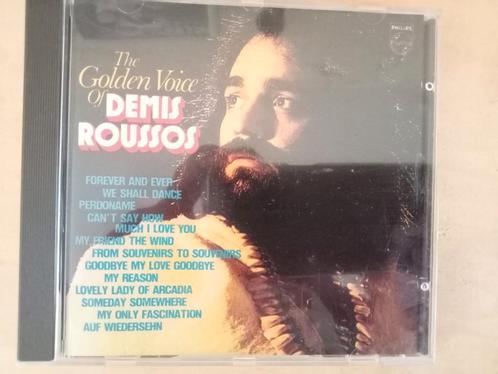 PHILIPS
The
Golden Voice
Of DEMIS
ROUSSOS
FOREVER AND EVER
WE SHALL DANCE
PERDONAME
CAN'T SAY HOW
MUCH I LOVE YOU
MY FRIEND THE WIND
FROM SOUVENIRS TO SOUVENIRS
GOODBYE MY LOVE GOODBYE
MY REASON
LOVELY LADY OF ARCADIA
SOMEDAY SOMEWHERE
MY ONLY FASCINATION
AUF WIEDERSEHN